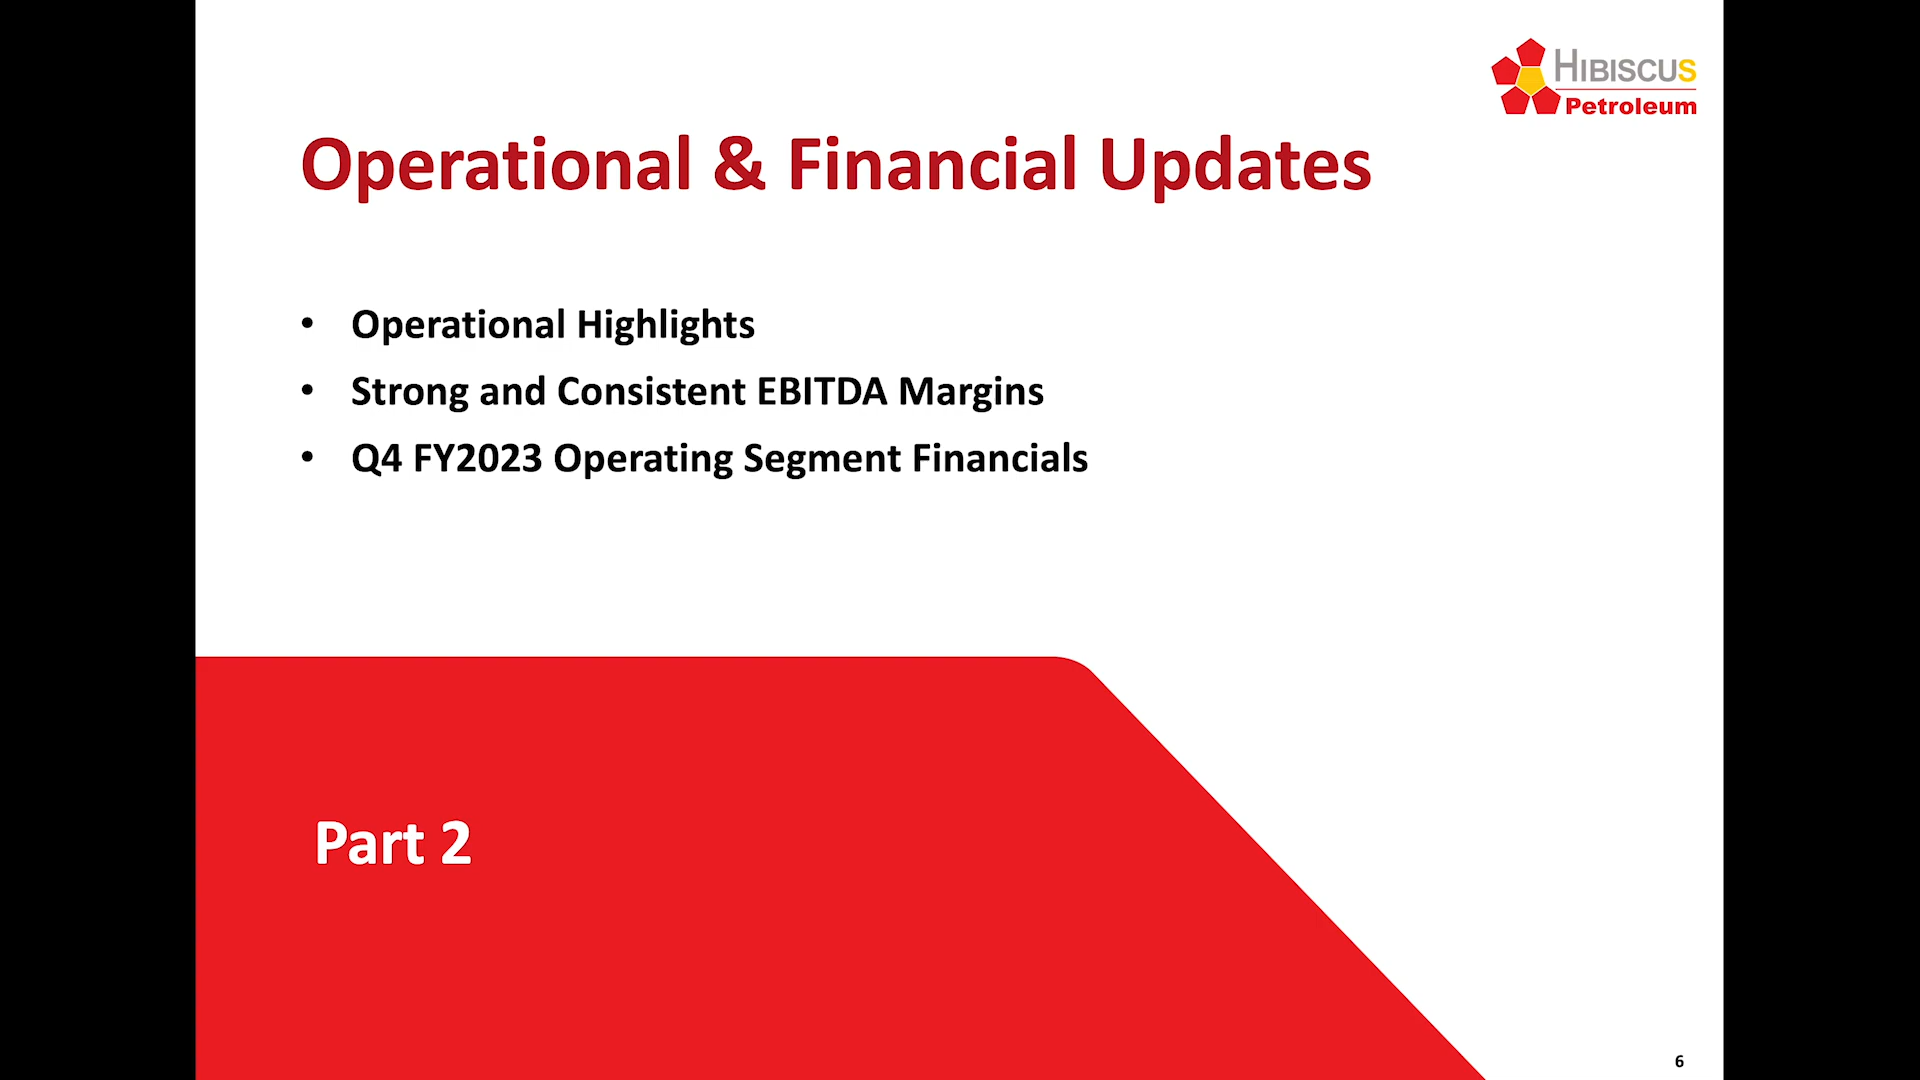 HIBISCUS
Petroleum
Operational & Financial Updates
• Operational Highlights
• Strong and Consistent EBITDA Margins
• Q4 FY2023 Operating Segment Financials
Part 2
6